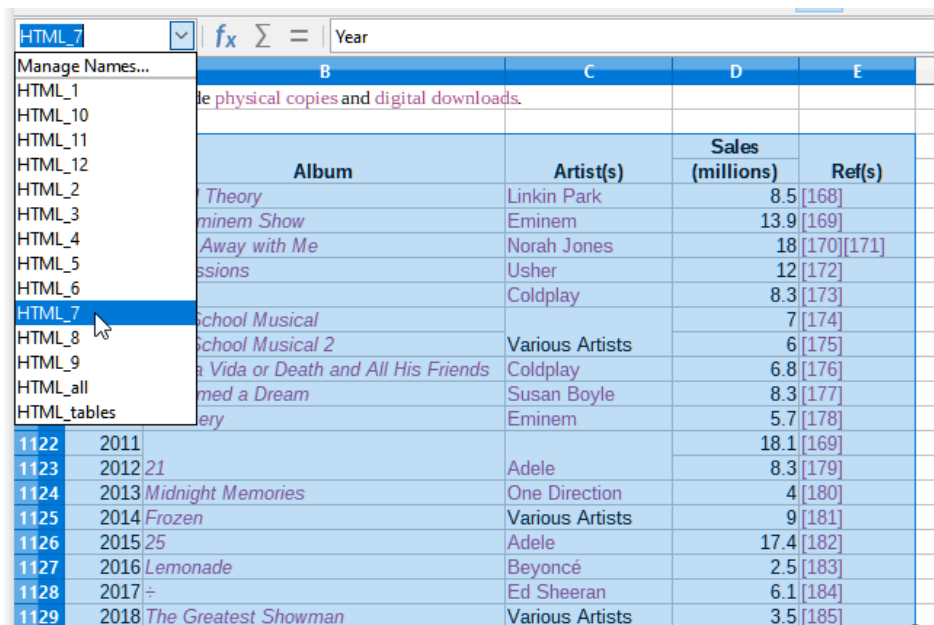 HTML_7 fx Σ = Year
Manage Names... B C D E
HTML_1 de physical copies and digital downloads.
HTML_10
HTML_11 Sales
HTML_12 Album Artist(s) (millions) Ref(s)
HTML_2 Theory Linkin Park 8.5 [168]
HTML_3 minem Show Eminem 13.9 [169]
HTML_4 Away with Me Norah Jones 18 [170][171]
HTML_5 ssions Usher 12 [172]
HTML_6 Coldplay 8.3 [173]
HTML_7 School Musical 7 [174]
HTML_8 School Musical 2 Various Artists 6 [175]
HTML_9 a Vida or Death and All His Friends Coldplay 6.8 [176]
HTML_all med a Dream Susan Boyle 8.3 [177]
HTML_tables ery Eminem 5.7 [178]
1122 2011 18.1 [169]
1123 2012 21 Adele 8.3 [179]
1124 2013 Midnight Memories One Direction 4 [180]
1125 2014 Frozen Various Artists 9 [181]
1126 2015 25 Adele 17.4 [182]
1127 2016 Lemonade Beyoncé 2.5 [183]
1128 2017 ÷ Ed Sheeran 6.1 [184]
1129 2018 The Greatest Showman Various Artists 3.5 [185]